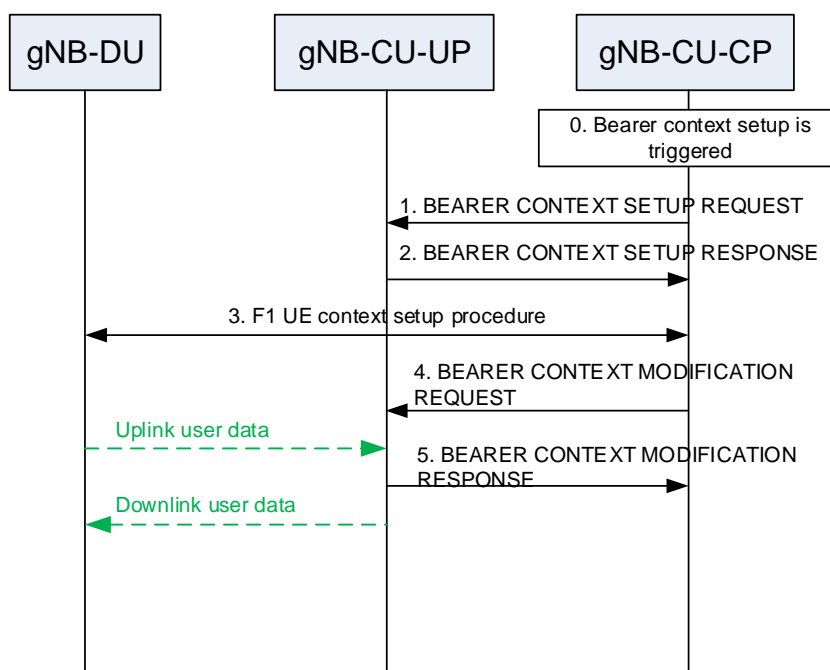 gNB-DU
gNB-CU-UP
gNB-CU-CP
0. Bearer context setup is
triggered
1. BEARER CONTEXT SETUP REQUEST
2. BEARER CONTEXT SETUP RESPONSE
3. F1 UE context setup procedure
4. BEARER CONTEXT MODIFICATION
REQUEST
Uplink user data
5. BEARER CONTEXT MODIFICATION
RESPONSE
Downlink user data